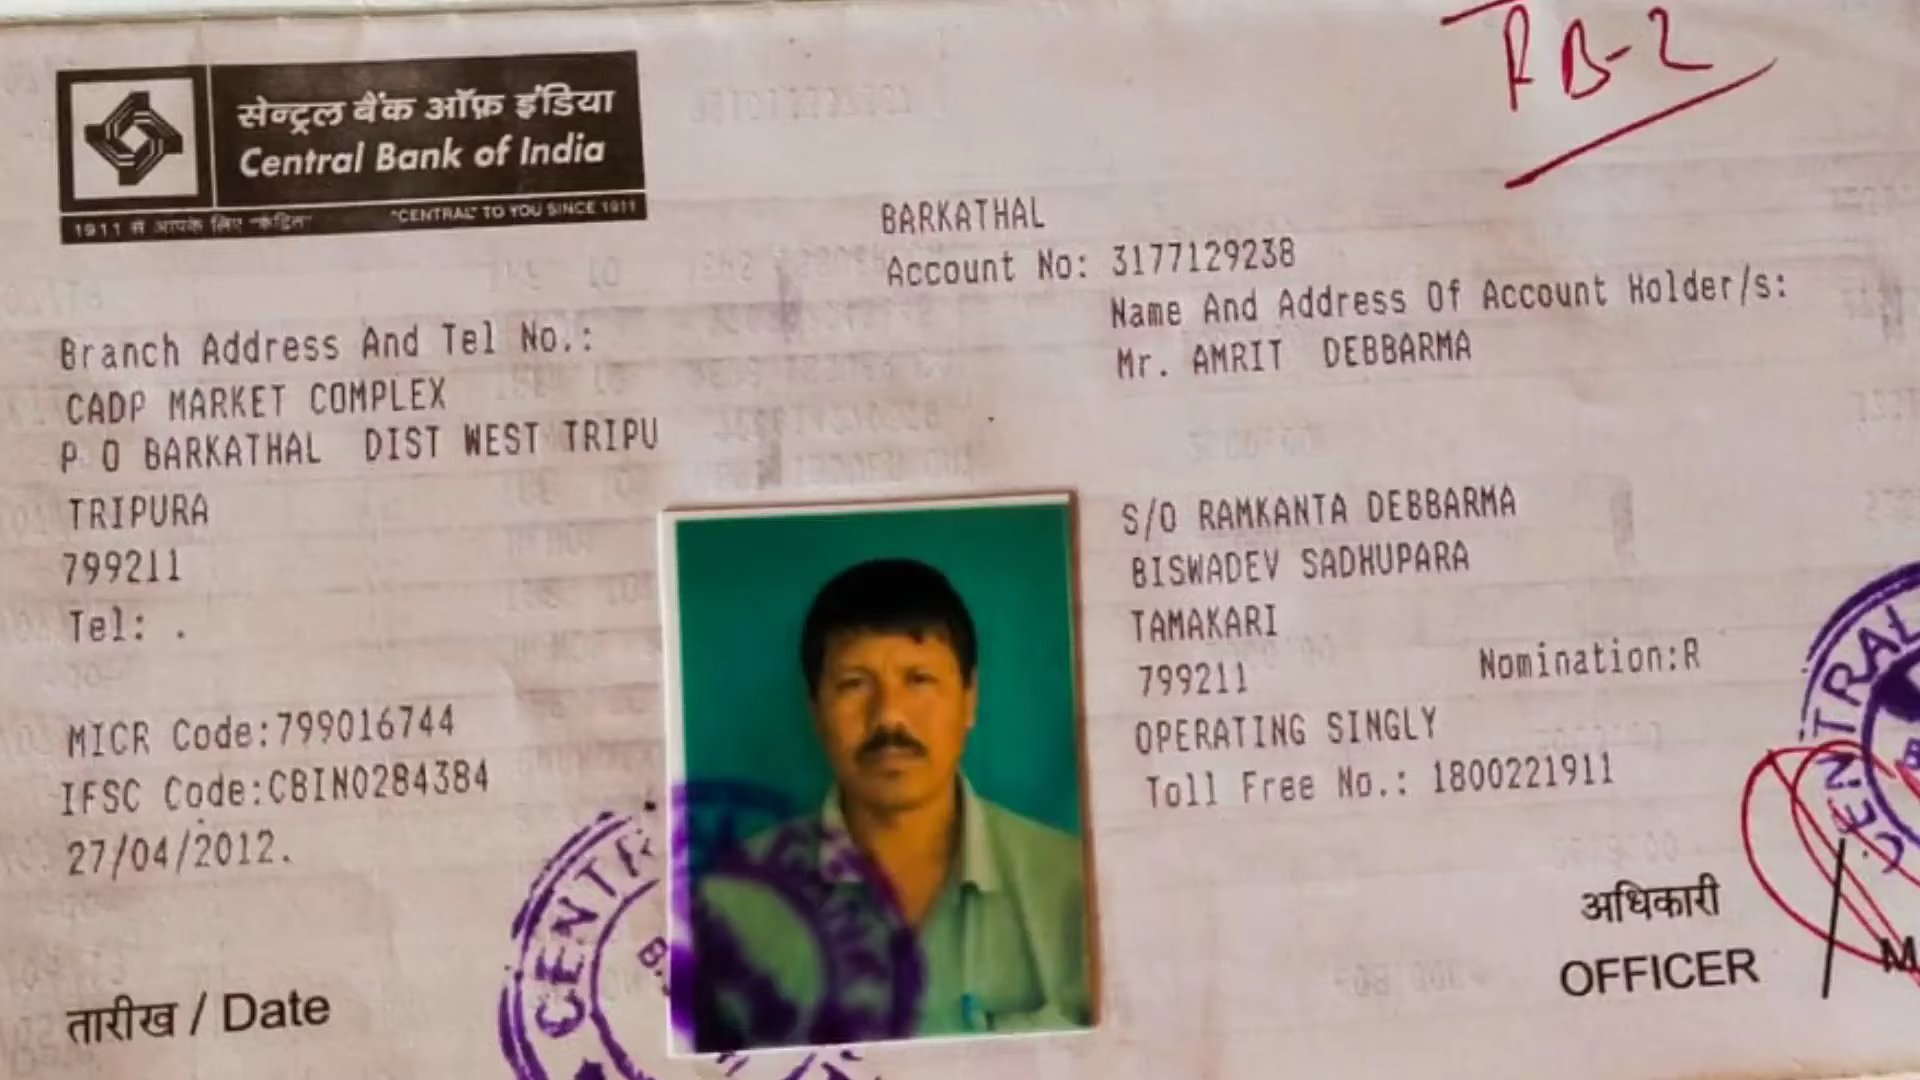 RB-2
सेन्ट्रल बैंक ऑफ़ इंडिया
Central Bank of India
1911 से आपके लिए "केंद्रित" "CENTRAL" TO YOU SINCE 1911
BARKATHAL
Account No: 3177129238
Name And Address Of Account Holder/s:
Mr. AMRIT DEBBARMA
Branch Address And Tel No.:
CADP MARKET COMPLEX
P O BARKATHAL DIST WEST TRIPU
TRIPURA
799211
Tel: .
S/O RAMKANTA DEBBARMA
BISWADEV SADHUPARA
TAMAKARI
799211 Nomination:R
OPERATING SINGLY
Toll Free No.: 1800221911
MICR Code:799016744
IFSC Code:CBIN0284384
27/04/2012.
तारीख / Date
अधिकारी
OFFICER / M
CENTR
CENTRAL